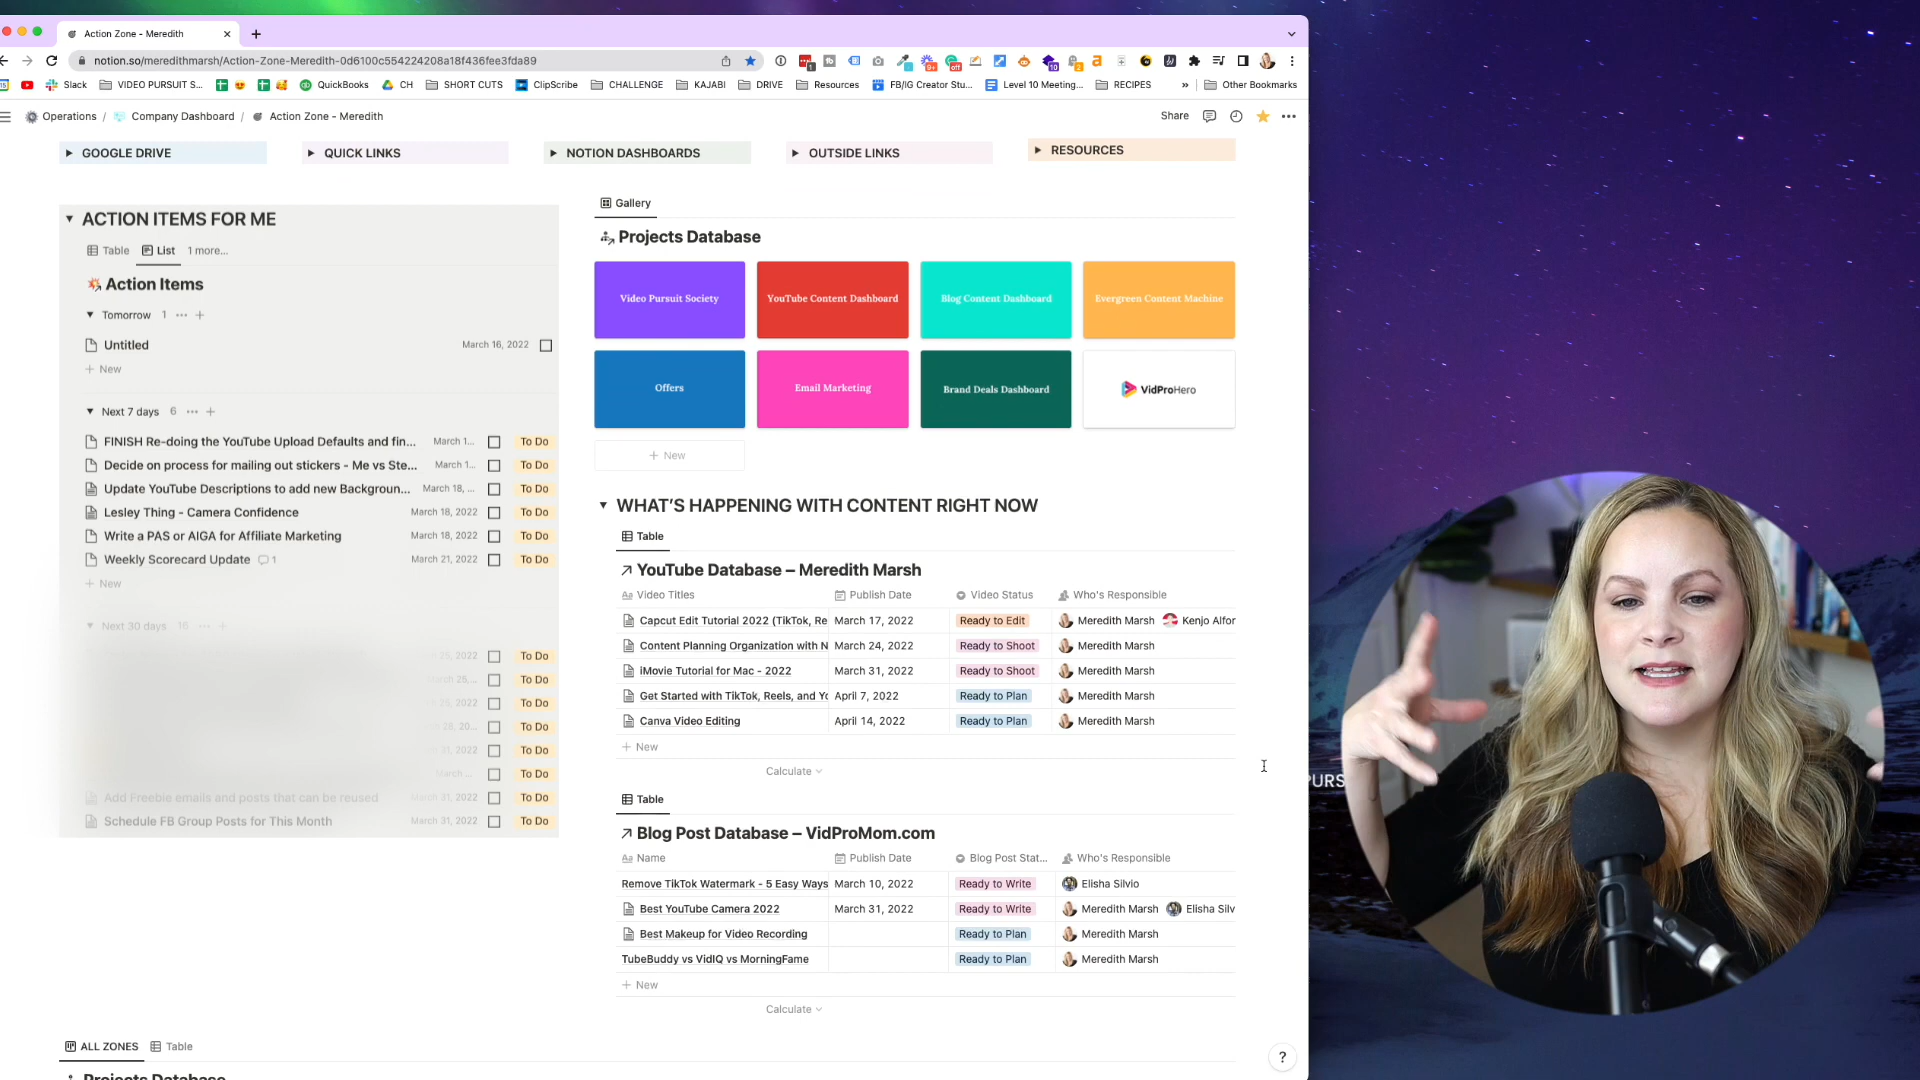 Action Zone - Meredith
notion.so/meredithmarsh/Action-Zone-Meredith-0d6100c554224208a18f436fee3fda89
Slack VIDEO PURSUIT S... QuickBooks CH SHORT CUTS ClipScribe CHALLENGE KAJABI DRIVE Resources FB/IG Creator Stu... Level 10 Meeting... RECIPES » Other Bookmarks
Operations / Company Dashboard / Action Zone - Meredith Share
GOOGLE DRIVE QUICK LINKS NOTION DASHBOARDS OUTSIDE LINKS RESOURCES
ACTION ITEMS FOR ME
Table List 1 more...
Action Items
Tomorrow 1 ... +
Untitled March 16, 2022
+ New
Next 7 days 6 ... +
FINISH Re-doing the YouTube Upload Defaults and fin... March 1... To Do
Decide on process for mailing out stickers - Me vs Ste... March 1... To Do
Update YouTube Descriptions to add new Backgroun... March 18, ... To Do
Lesley Thing - Camera Confidence March 18, 2022 To Do
Write a PAS or AIGA for Affiliate Marketing March 18, 2022 To Do
Weekly Scorecard Update 1 March 21, 2022 To Do
+ New
Next 30 days 16 ... +
2022 To Do
To Do
2022 To Do
To Do
2022 To Do
To Do
Add Freebie emails and posts that can be reused March 31, 2022 To Do
Schedule FB Group Posts for This Month March 31, 2022 To Do
Gallery
Projects Database
Video Pursuit Society
YouTube Content Dashboard
Blog Content Dashboard
Evergreen Content Machine
Offers
Email Marketing
Brand Deals Dashboard
VidProHero
+ New
WHAT'S HAPPENING WITH CONTENT RIGHT NOW
Table
YouTube Database – Meredith Marsh
Aa Video Titles Publish Date Video Status Who's Responsible
Capcut Edit Tutorial 2022 (TikTok, Re March 17, 2022 Ready to Edit Meredith Marsh Kenjo Alfor
Content Planning Organization with N March 24, 2022 Ready to Shoot Meredith Marsh
iMovie Tutorial for Mac - 2022 March 31, 2022 Ready to Shoot Meredith Marsh
Get Started with TikTok, Reels, and Yo April 7, 2022 Ready to Plan Meredith Marsh
Canva Video Editing April 14, 2022 Ready to Plan Meredith Marsh
+ New
Calculate
Table
Blog Post Database – VidProMom.com
Aa Name Publish Date Blog Post Stat... Who's Responsible
Remove TikTok Watermark - 5 Easy Ways March 10, 2022 Ready to Write Elisha Silvio
Best YouTube Camera 2022 March 31, 2022 Ready to Write Meredith Marsh Elisha Silv
Best Makeup for Video Recording Ready to Plan Meredith Marsh
TubeBuddy vs VidIQ vs MorningFame Ready to Plan Meredith Marsh
+ New
Calculate
ALL ZONES Table
Projects Database
?
PURS